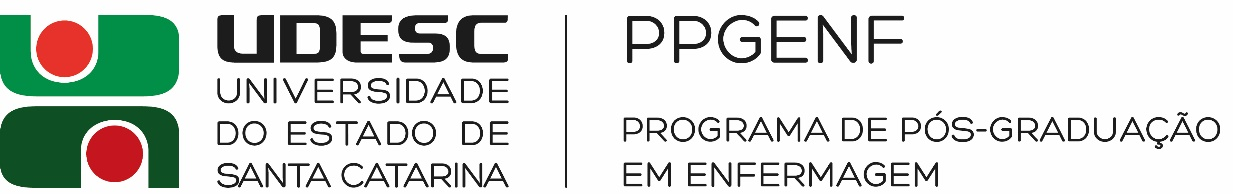 UDESC
UNIVERSIDADE
DO ESTADO DE
SANTA CATARINA
PPGENF
PROGRAMA DE PÓS-GRADUAÇÃO
EM ENFERMAGEM